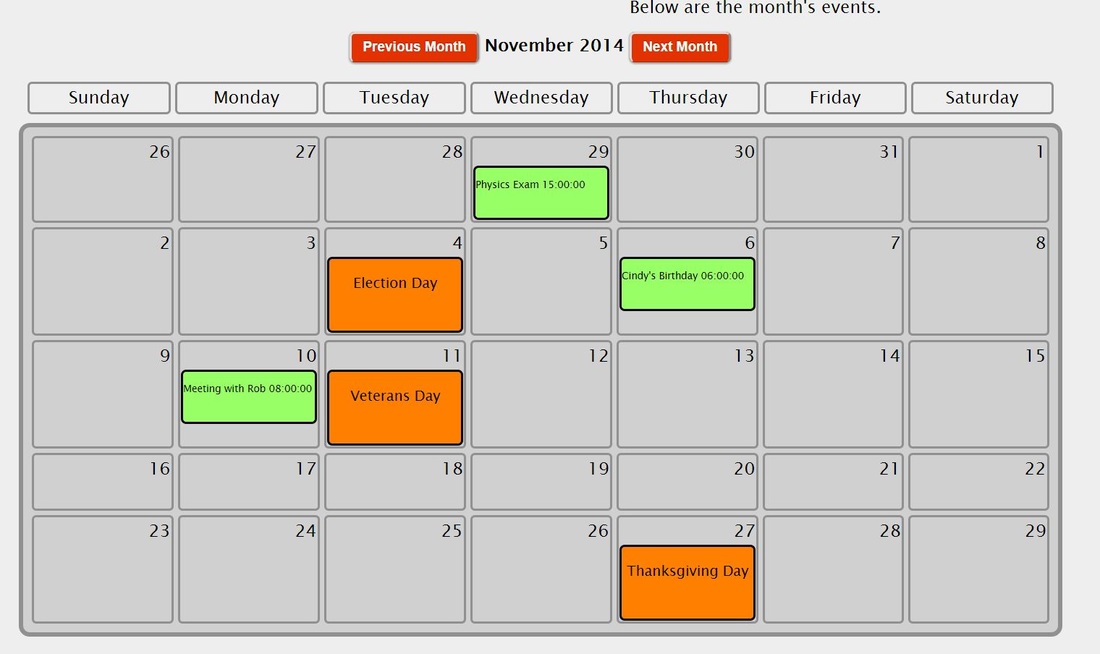 Below are the month's events.
Previous Month November 2014 Next Month
Sunday Monday Tuesday Wednesday Thursday Friday Saturday
26 27 28 29 30 31 1
Physics Exam 15:00:00
2 3 4 5 6 7 8
Election Day Cindy's Birthday 06:00:00
9 10 11 12 13 14 15
Meeting with Rob 08:00:00 Veterans Day
16 17 18 19 20 21 22
23 24 25 26 27 28 29
Thanksgiving Day